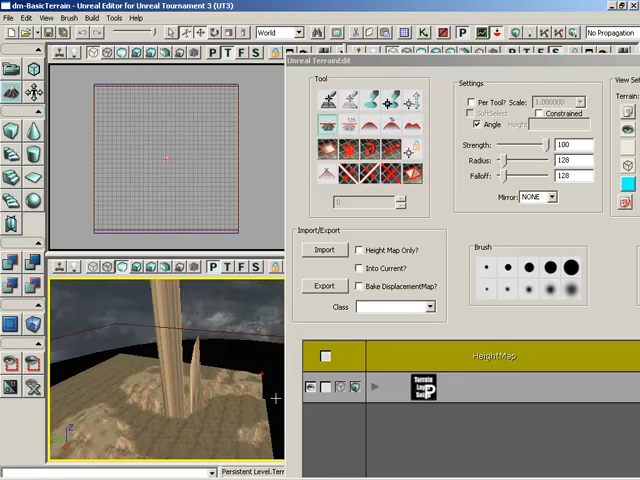 dm-BasicTerrain - Unreal Editor for Unreal Tournament 3 (UT3)
File Edit View Brush Build Tools Help
World
No Propagation
P T F S
Unreal TerrainEdit
Tool
0
Settings
Per Tool? Scale: 1.000000
SoftSelect Constrained
Angle Height:
Strength: 100
Radius: 128
Falloff: 128
Mirror: NONE
View Set
Terrain:
Import/Export
Import Height Map Only?
Into Current?
Export Bake DisplacementMap?
Class
Brush
P T F S
HeightMap
Terrain
Z
Persistent Level.Terr